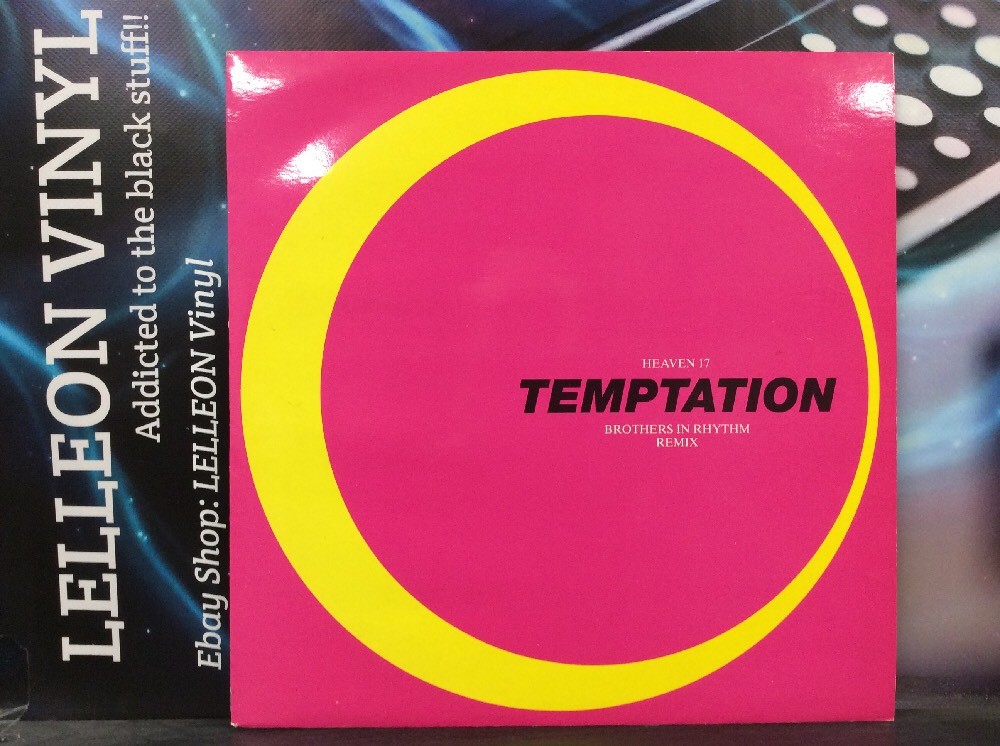 LELLEON VINYL
Addicted to the black stuff!!
Ebay Shop: LELLEON Vinyl
HEAVEN 17
TEMPTATION
BROTHERS IN RHYTHM
REMIX